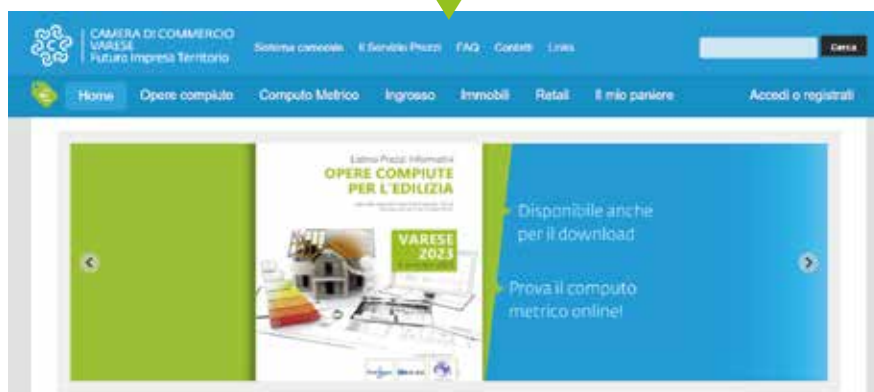 CAMERA DI COMMERCIO
VARESE
Futuro Impresa Territorio
Sistema camerale Il Servizio Prezzi FAQ Contatti Links
Cerca
Home Opere compiute Computo Metrico Ingrosso Immobili Retail Il mio paniere Accedi o registrati
Listino Prezzi Informativi
OPERE COMPIUTE
PER L'EDILIZIA
VARESE
2023
Disponibile anche
per il download
Prova il computo
metrico online!